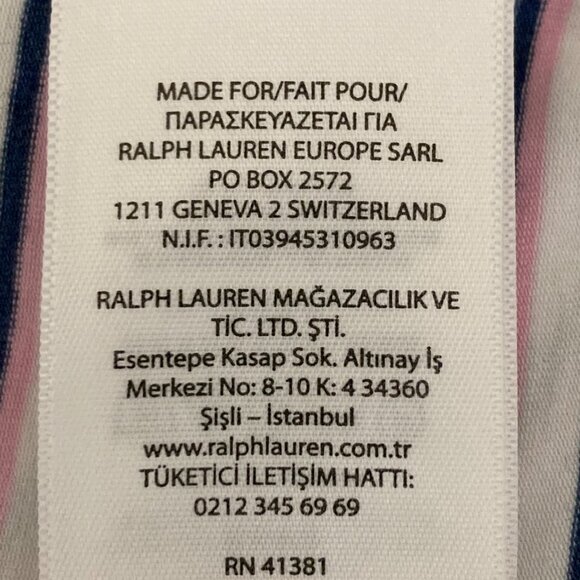 MADE FOR/FAIT POUR/
ΠΑΡΑΣΚΕΥΑΖΕΤΑΙ ΓΙΑ
RALPH LAUREN EUROPE SARL
PO BOX 2572
1211 GENEVA 2 SWITZERLAND
N.I.F. : IT03945310963
RALPH LAUREN MAĞAZACILIK VE
TİC. LTD. ŞTİ.
Esentepe Kasap Sok. Altınay İş
Merkezi No: 8-10 K: 4 34360
Şişli – İstanbul
www.ralphlauren.com.tr
TÜKETİCİ İLETİŞİM HATTI:
0212 345 69 69
RN 41381